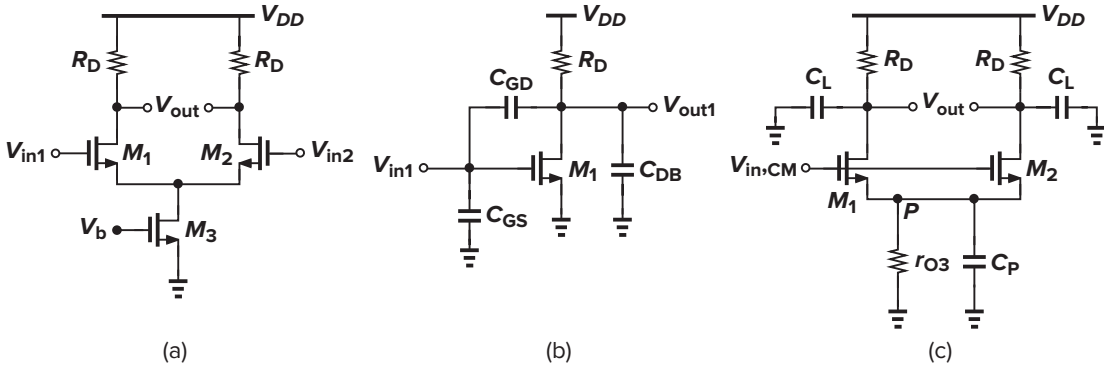 V_DD
R_D
R_D
V_out
V_in1
M_1
M_2
V_in2
V_b
M_3
(a)
V_DD
R_D
C_GD
V_out1
V_in1
M_1
C_DB
C_GS
(b)
V_DD
R_D
R_D
C_L
C_L
V_out
V_in,CM
M_1
M_2
P
r_O3
C_P
(c)